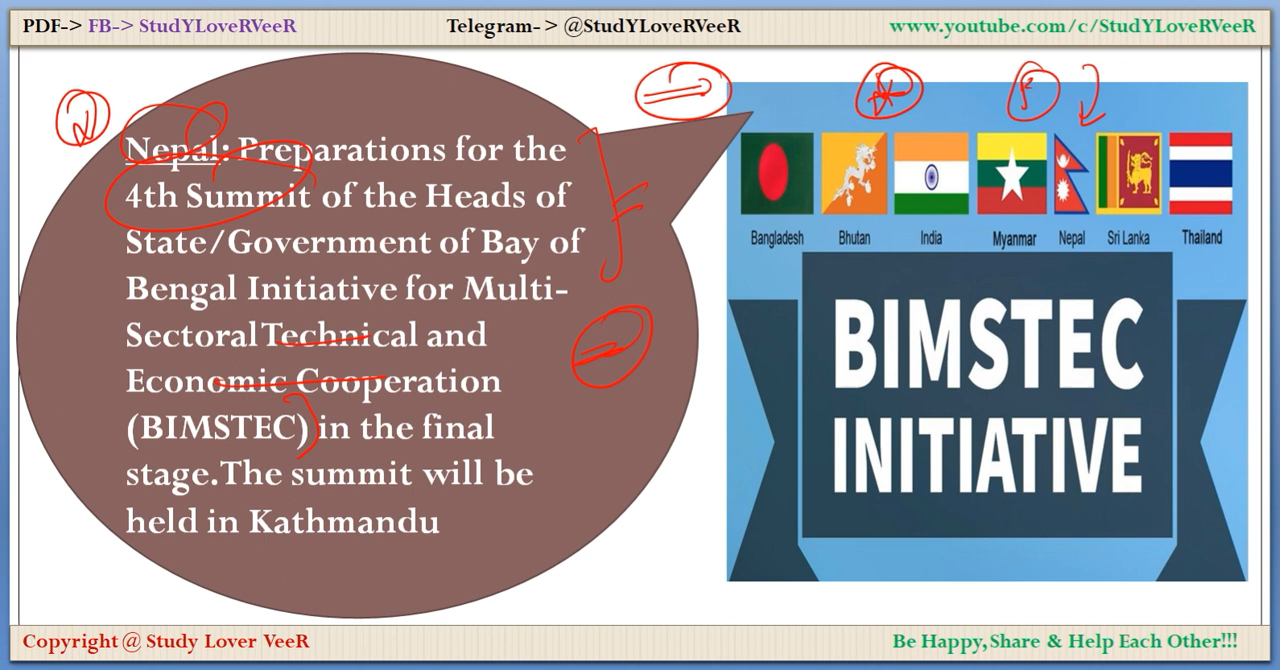 PDF-> FB-> StudYLoveRVeeR
Telegram-> @StudYLoveRVeeR
www.youtube.com/c/StudYLoveRVeeR
Nepal: Preparations for the
4th Summit of the Heads of
State/Government of Bay of
Bengal Initiative for Multi-
Sectoral Technical and
Economic Cooperation
(BIMSTEC) in the final
stage.The summit will be
held in Kathmandu
Bangladesh Bhutan India Myanmar Nepal Sri Lanka Thailand
BIMSTEC
INITIATIVE
Copyright @ Study Lover VeeR
Be Happy,Share & Help Each Other!!!